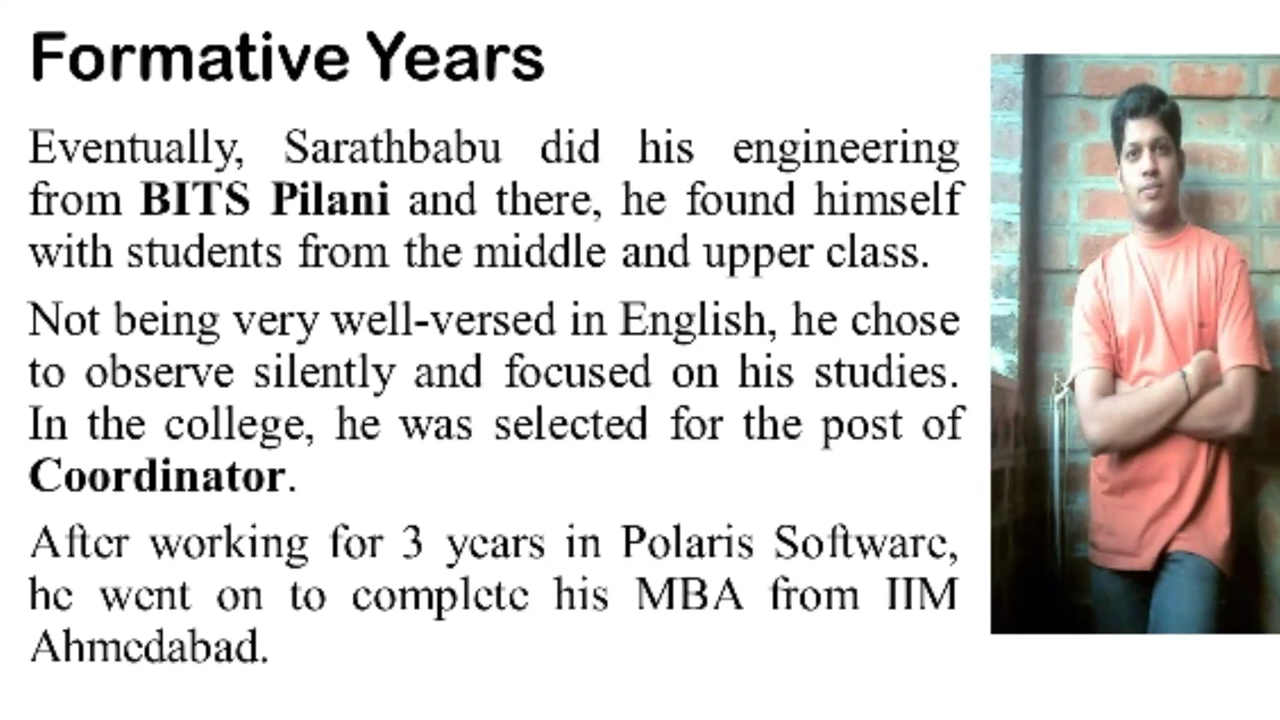 Formative Years
Eventually, Sarathbabu did his engineering
from BITS Pilani and there, he found himself
with students from the middle and upper class.
Not being very well-versed in English, he chose
to observe silently and focused on his studies.
In the college, he was selected for the post of
Coordinator.
After working for 3 years in Polaris Software,
he went on to complete his MBA from IIM
Ahmedabad.